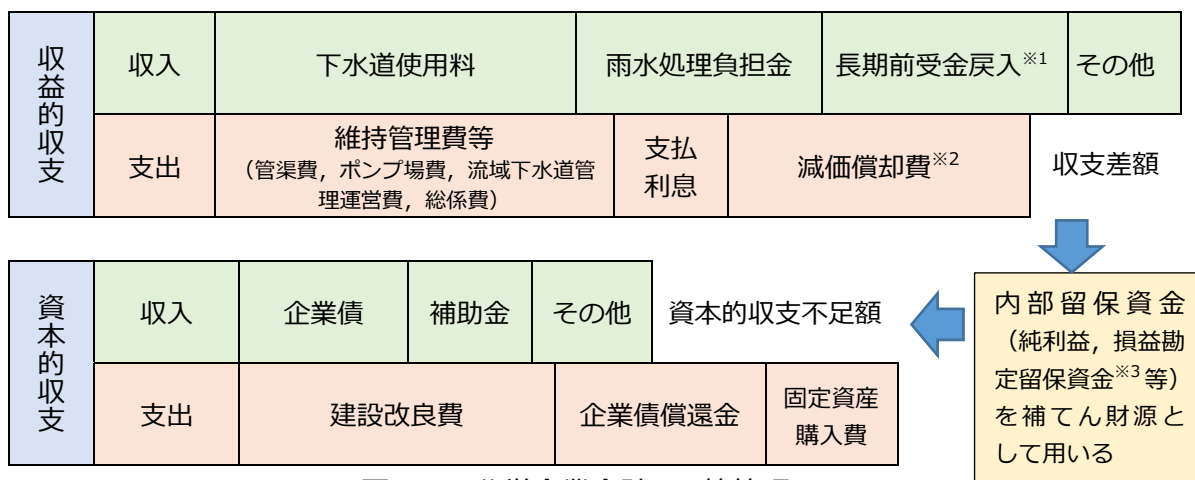 収益的収支
収入
下水道使用料
雨水処理負担金
長期前受金戻入※1
その他
支出
維持管理費等
（管渠費，ポンプ場費，流域下水道管
理運営費，総係費）
支払
利息
減価償却費※2
収支差額
資本的収支
収入
企業債
補助金
その他
資本的収支不足額
支出
建設改良費
企業債償還金
固定資産
購入費
内部留保資金
（純利益，損益勘
定留保資金※3等）
を補てん財源と
して用いる